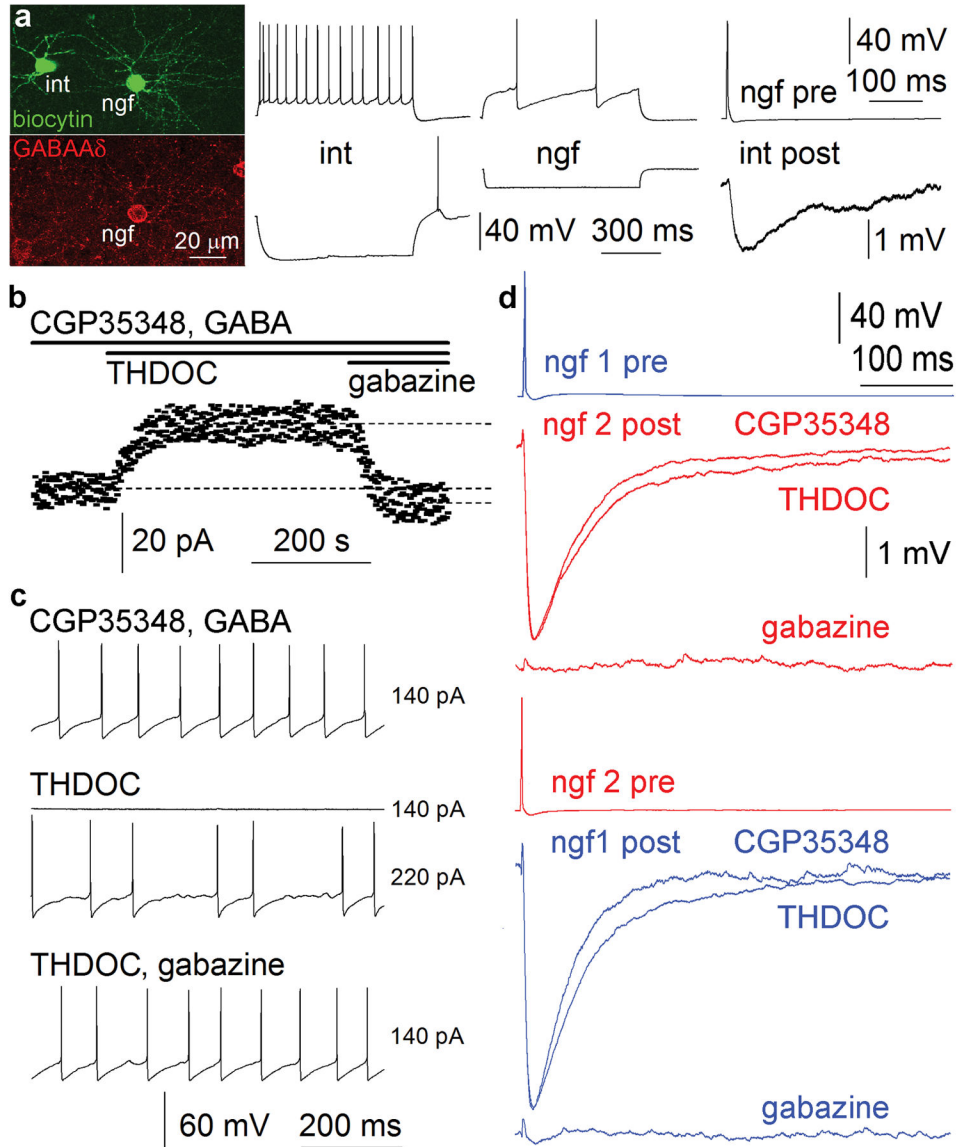 a
int
ngf
biocytin
GABAAδ
ngf
20 μm
int
ngf
40 mV
300 ms
40 mV
100 ms
ngf pre
int post
1 mV
b
CGP35348, GABA
THDOC
gabazine
20 pA
200 s
c
CGP35348, GABA
140 pA
THDOC
140 pA
220 pA
THDOC, gabazine
140 pA
60 mV
200 ms
d
40 mV
100 ms
ngf 1 pre
ngf 2 post
CGP35348
THDOC
1 mV
gabazine
ngf 2 pre
ngf1 post
CGP35348
THDOC
gabazine